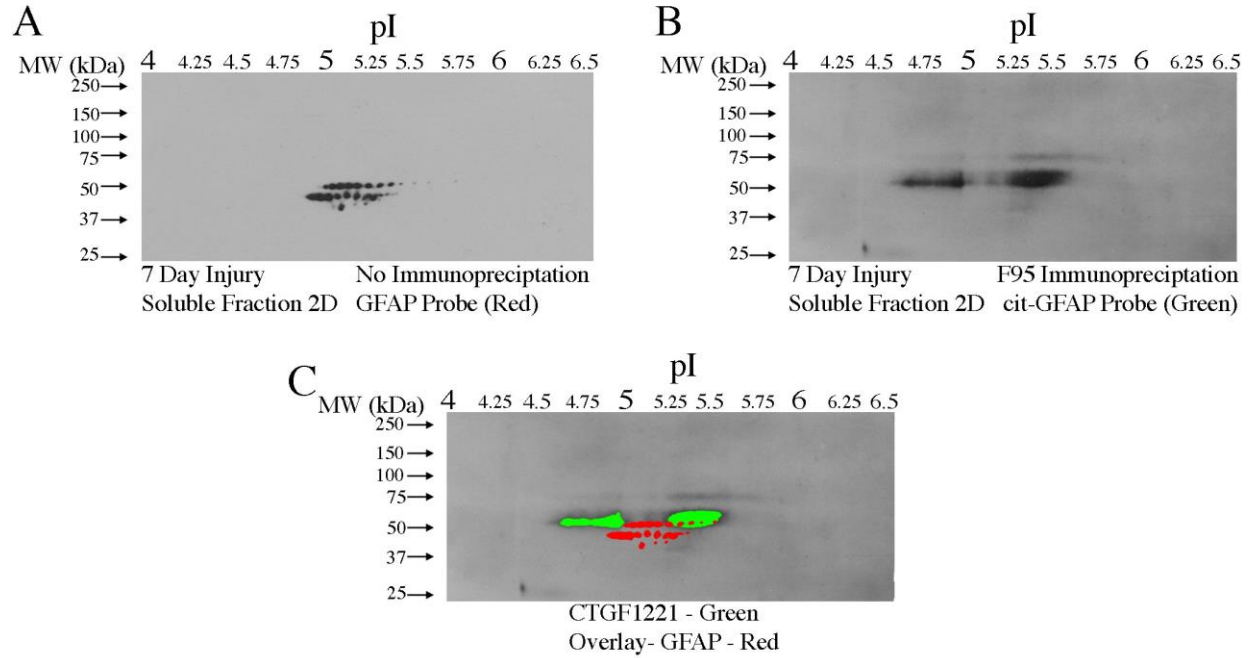 A
pI
4 4.25 4.5 4.75 5 5.25 5.5 5.75 6 6.25 6.5
MW (kDa)
250
150
100
75
50
37
25
7 Day Injury No Immunopreciptation
Soluble Fraction 2D GFAP Probe (Red)
B
pI
4 4.25 4.5 4.75 5 5.25 5.5 5.75 6 6.25 6.5
MW (kDa)
250
150
100
75
50
37
25
7 Day Injury F95 Immunopreciptation
Soluble Fraction 2D cit-GFAP Probe (Green)
C
pI
MW (kDa) 4 4.25 4.5 4.75 5 5.25 5.5 5.75 6 6.25 6.5
250
150
100
75
50
37
25
CTGF1221 - Green
Overlay- GFAP - Red